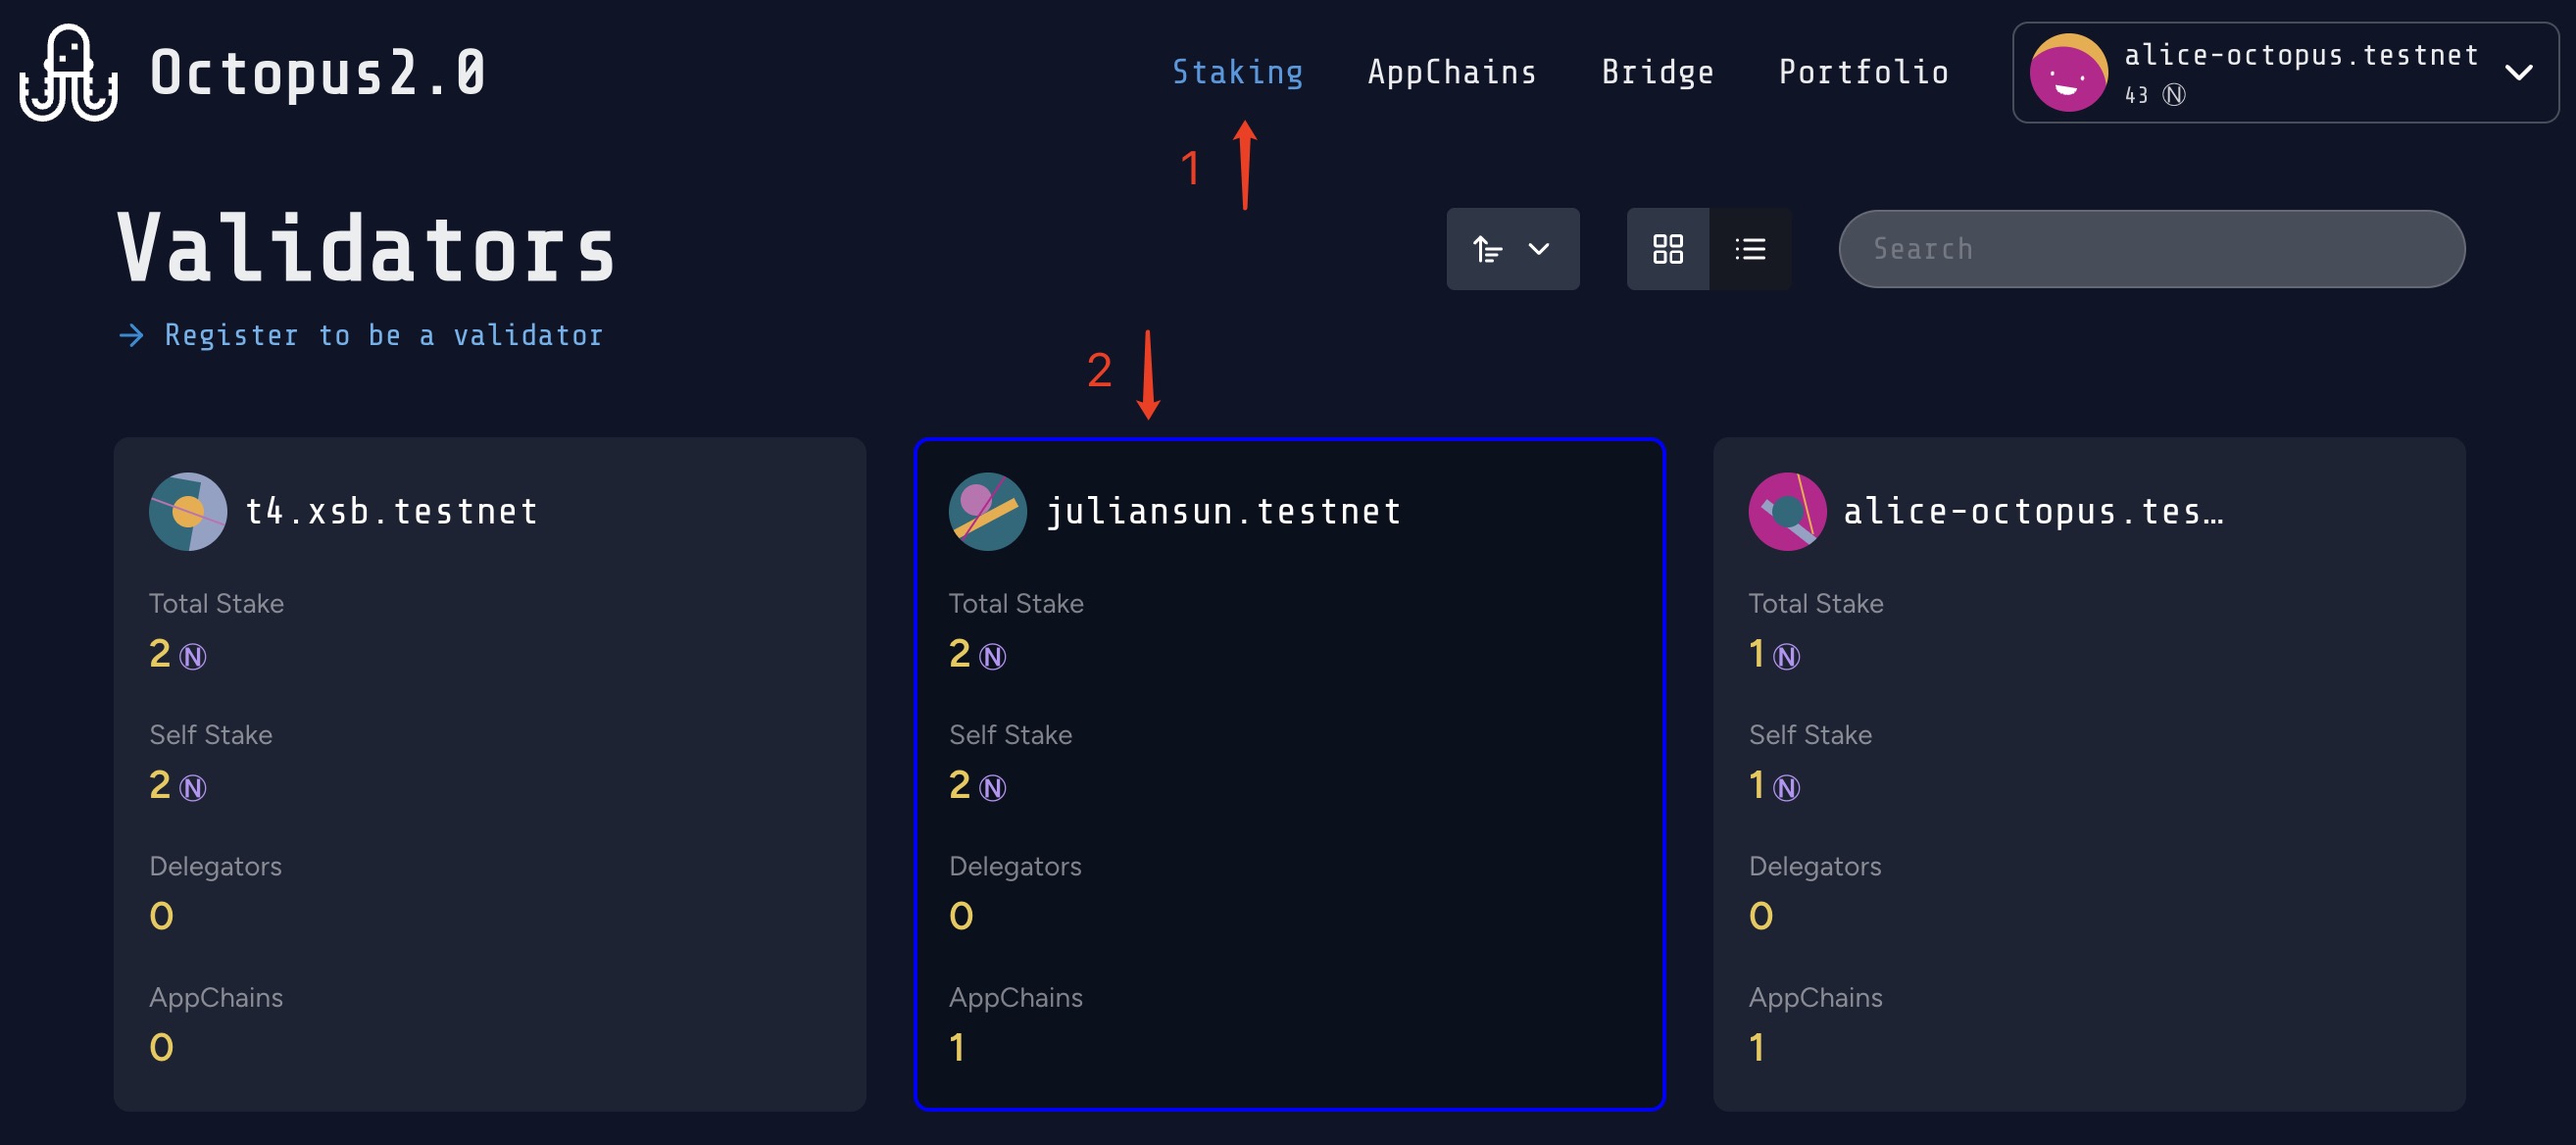 Octopus2.0
Staking
AppChains
Bridge
Portfolio
alice-octopus.testnet
43 Ⓝ
1
Validators
Search
Register to be a validator
2
t4.xsb.testnet
Total Stake
2 Ⓝ
Self Stake
2 Ⓝ
Delegators
0
AppChains
0
juliansun.testnet
Total Stake
2 Ⓝ
Self Stake
2 Ⓝ
Delegators
0
AppChains
1
alice-octopus.tes…
Total Stake
1 Ⓝ
Self Stake
1 Ⓝ
Delegators
0
AppChains
1